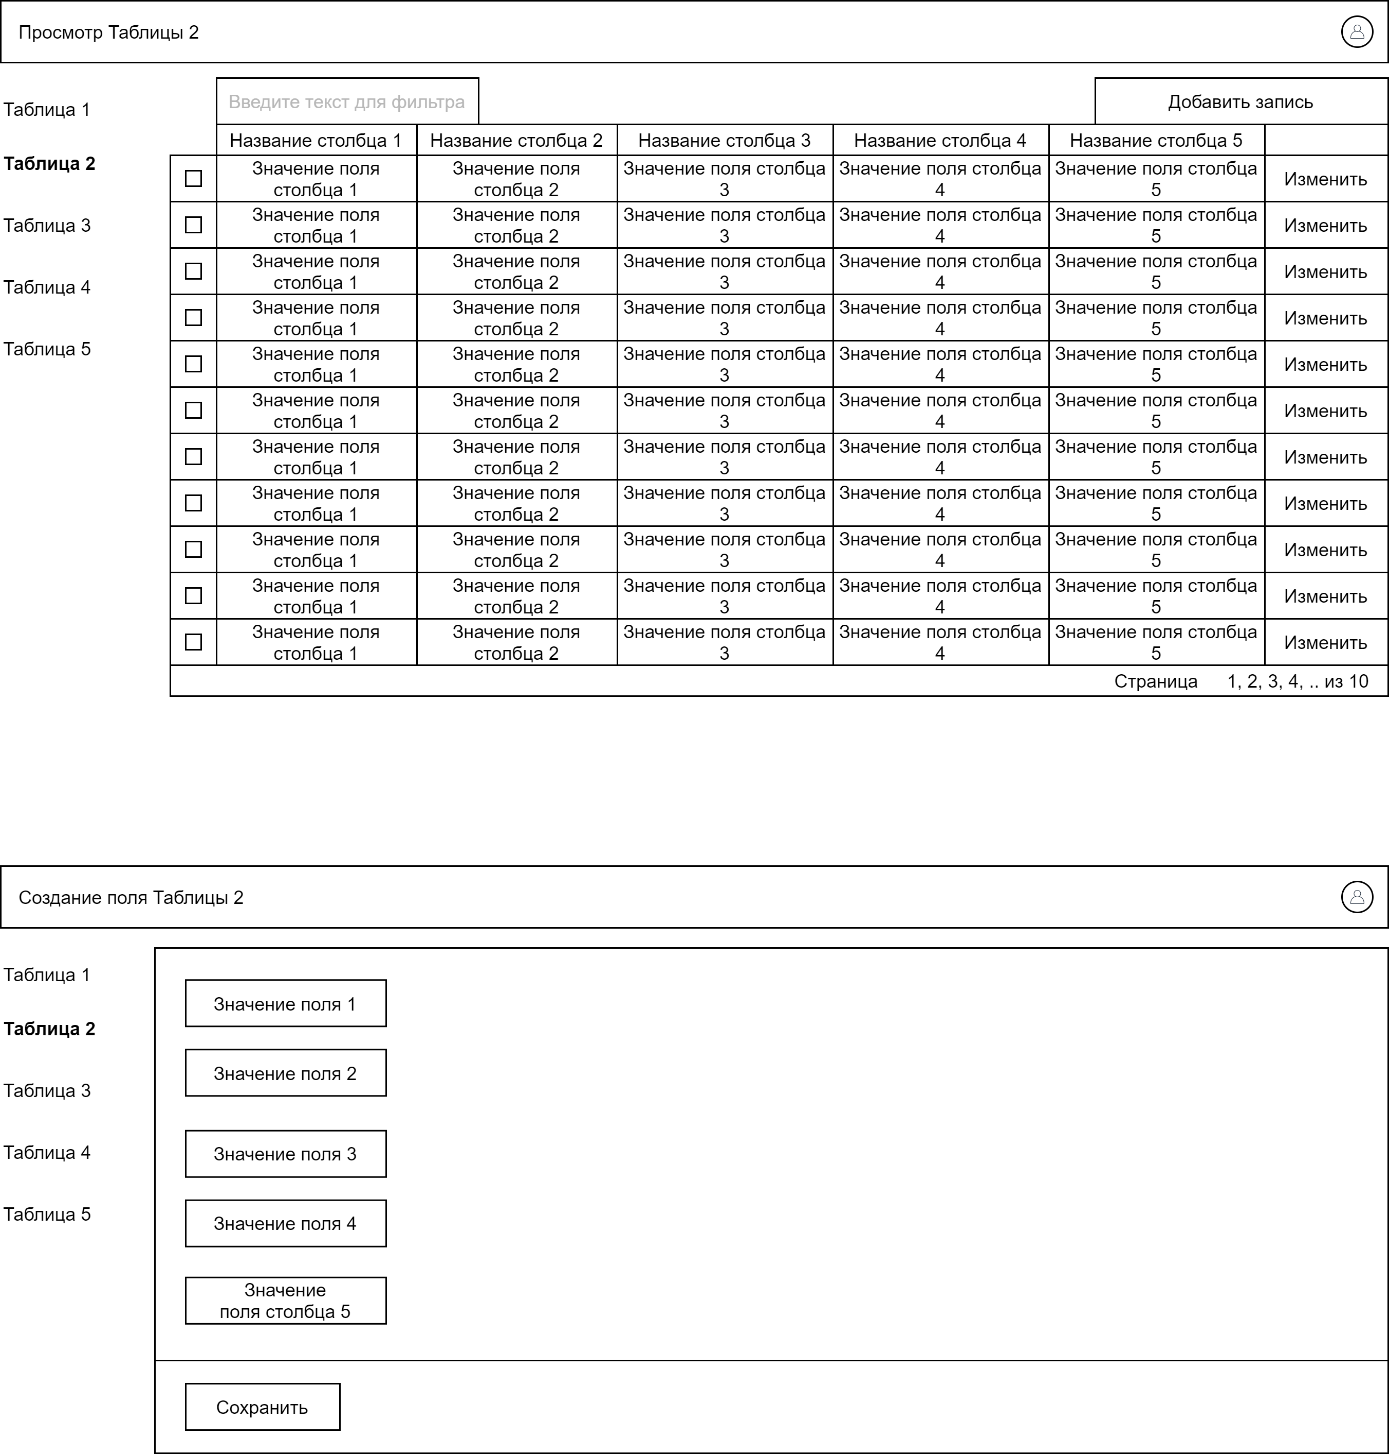 Просмотр Таблицы 2
Таблица 1
Таблица 2
Таблица 3
Таблица 4
Таблица 5
Введите текст для фильтра
Добавить запись
Название столбца 1 Название столбца 2 Название столбца 3 Название столбца 4 Название столбца 5
Значение поля Значение поля Значение поля столбца Значение поля столбца Значение поля столбца
столбца 1 столбца 2 3 4 5 Изменить
Значение поля Значение поля Значение поля столбца Значение поля столбца Значение поля столбца
столбца 1 столбца 2 3 4 5 Изменить
Значение поля Значение поля Значение поля столбца Значение поля столбца Значение поля столбца
столбца 1 столбца 2 3 4 5 Изменить
Значение поля Значение поля Значение поля столбца Значение поля столбца Значение поля столбца
столбца 1 столбца 2 3 4 5 Изменить
Значение поля Значение поля Значение поля столбца Значение поля столбца Значение поля столбца
столбца 1 столбца 2 3 4 5 Изменить
Значение поля Значение поля Значение поля столбца Значение поля столбца Значение поля столбца
столбца 1 столбца 2 3 4 5 Изменить
Значение поля Значение поля Значение поля столбца Значение поля столбца Значение поля столбца
столбца 1 столбца 2 3 4 5 Изменить
Значение поля Значение поля Значение поля столбца Значение поля столбца Значение поля столбца
столбца 1 столбца 2 3 4 5 Изменить
Значение поля Значение поля Значение поля столбца Значение поля столбца Значение поля столбца
столбца 1 столбца 2 3 4 5 Изменить
Значение поля Значение поля Значение поля столбца Значение поля столбца Значение поля столбца
столбца 1 столбца 2 3 4 5 Изменить
Значение поля Значение поля Значение поля столбца Значение поля столбца Значение поля столбца
столбца 1 столбца 2 3 4 5 Изменить
Страница 1, 2, 3, 4, .. из 10
Создание поля Таблицы 2
Таблица 1
Таблица 2
Таблица 3
Таблица 4
Таблица 5
Значение поля 1
Значение поля 2
Значение поля 3
Значение поля 4
Значение
поля столбца 5
Сохранить